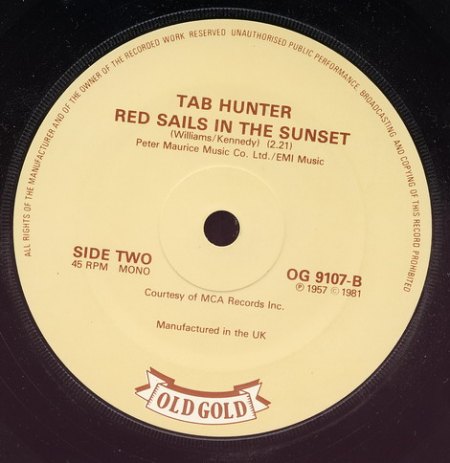 ALL RIGHTS OF THE MANUFACTURER AND OF THE OWNER OF THE RECORDED WORK RESERVED UNAUTHORISED PUBLIC PERFORMANCE, BROADCASTING AND COPYING OF THIS RECORD PROHIBITED
TAB HUNTER
RED SAILS IN THE SUNSET
(Williams/Kennedy) (2.21)
Peter Maurice Music Co. Ltd./EMI Music
SIDE TWO
45 RPM MONO
OG 9107-B
℗ 1957 © 1981
Courtesy of MCA Records Inc.
Manufactured in the UK
OLD GOLD